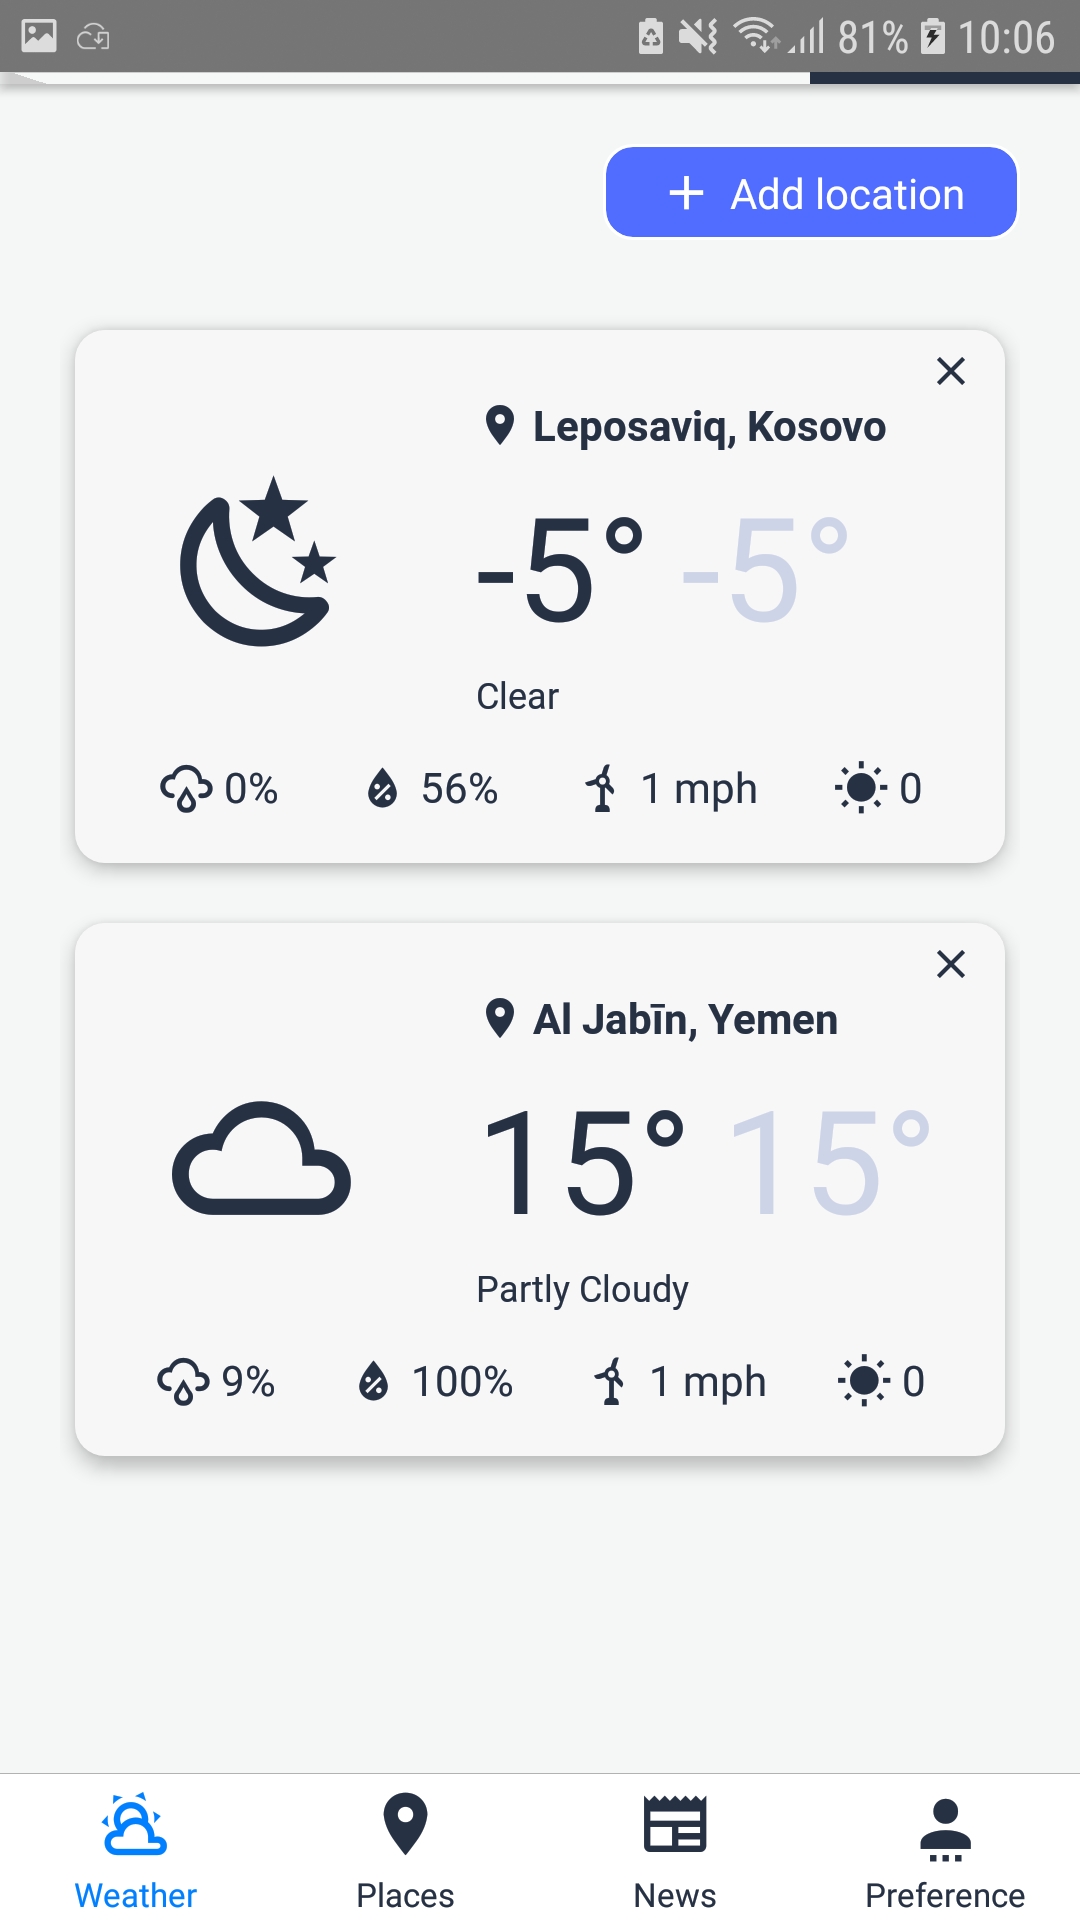 81% 10:06
+ Add location
Leposaviq, Kosovo
-5° -5°
Clear
0% 56% 1 mph 0
Al Jabīn, Yemen
15° 15°
Partly Cloudy
9% 100% 1 mph 0
Weather Places News Preference